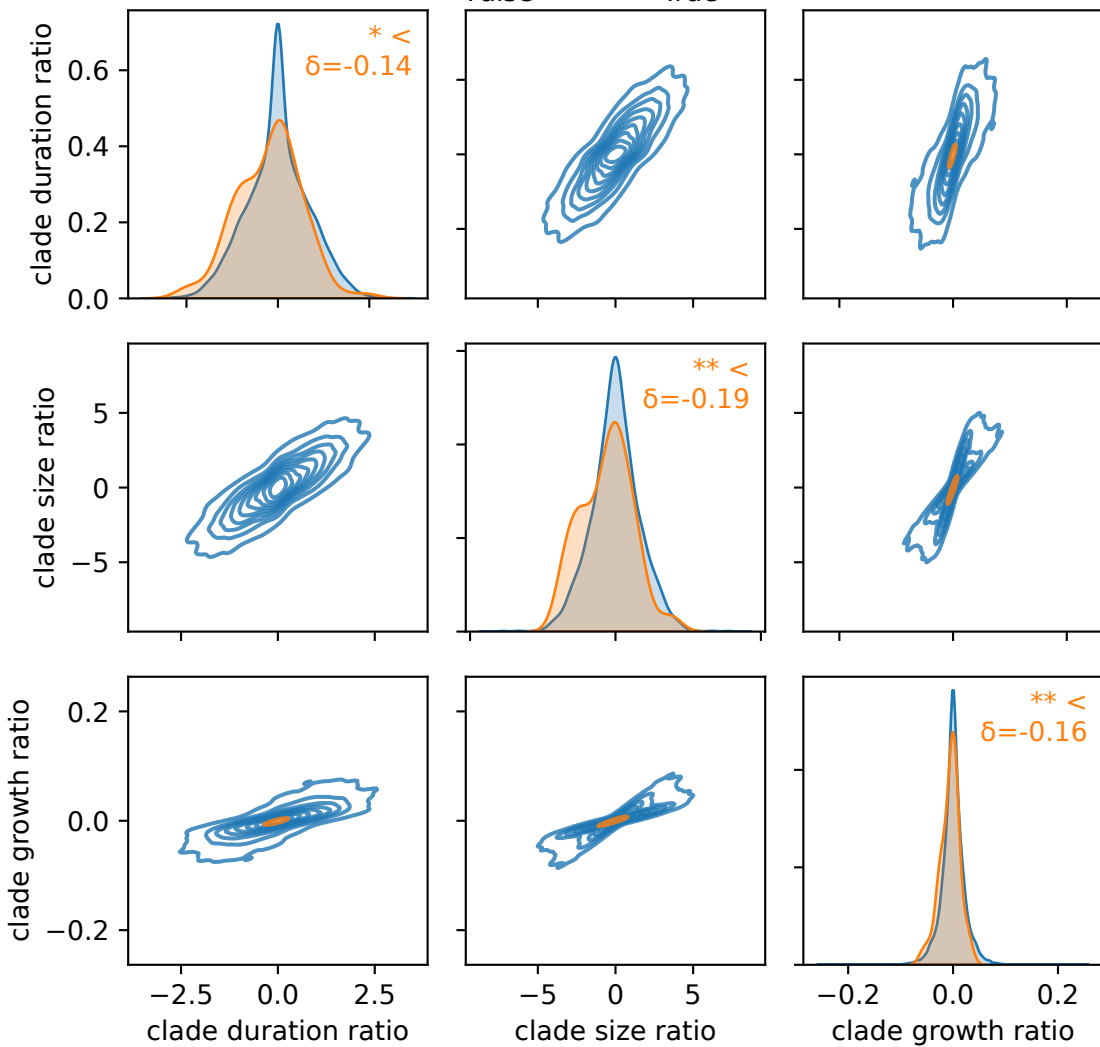 * <
δ=-0.14
clade duration ratio
0.6
0.4
0.2
0.0
** <
δ=-0.19
clade size ratio
5
0
−5
** <
δ=-0.16
clade growth ratio
0.2
0.0
−0.2
−2.5 0.0 2.5
−5 0 5
−0.2 0.0 0.2
clade duration ratio
clade size ratio
clade growth ratio